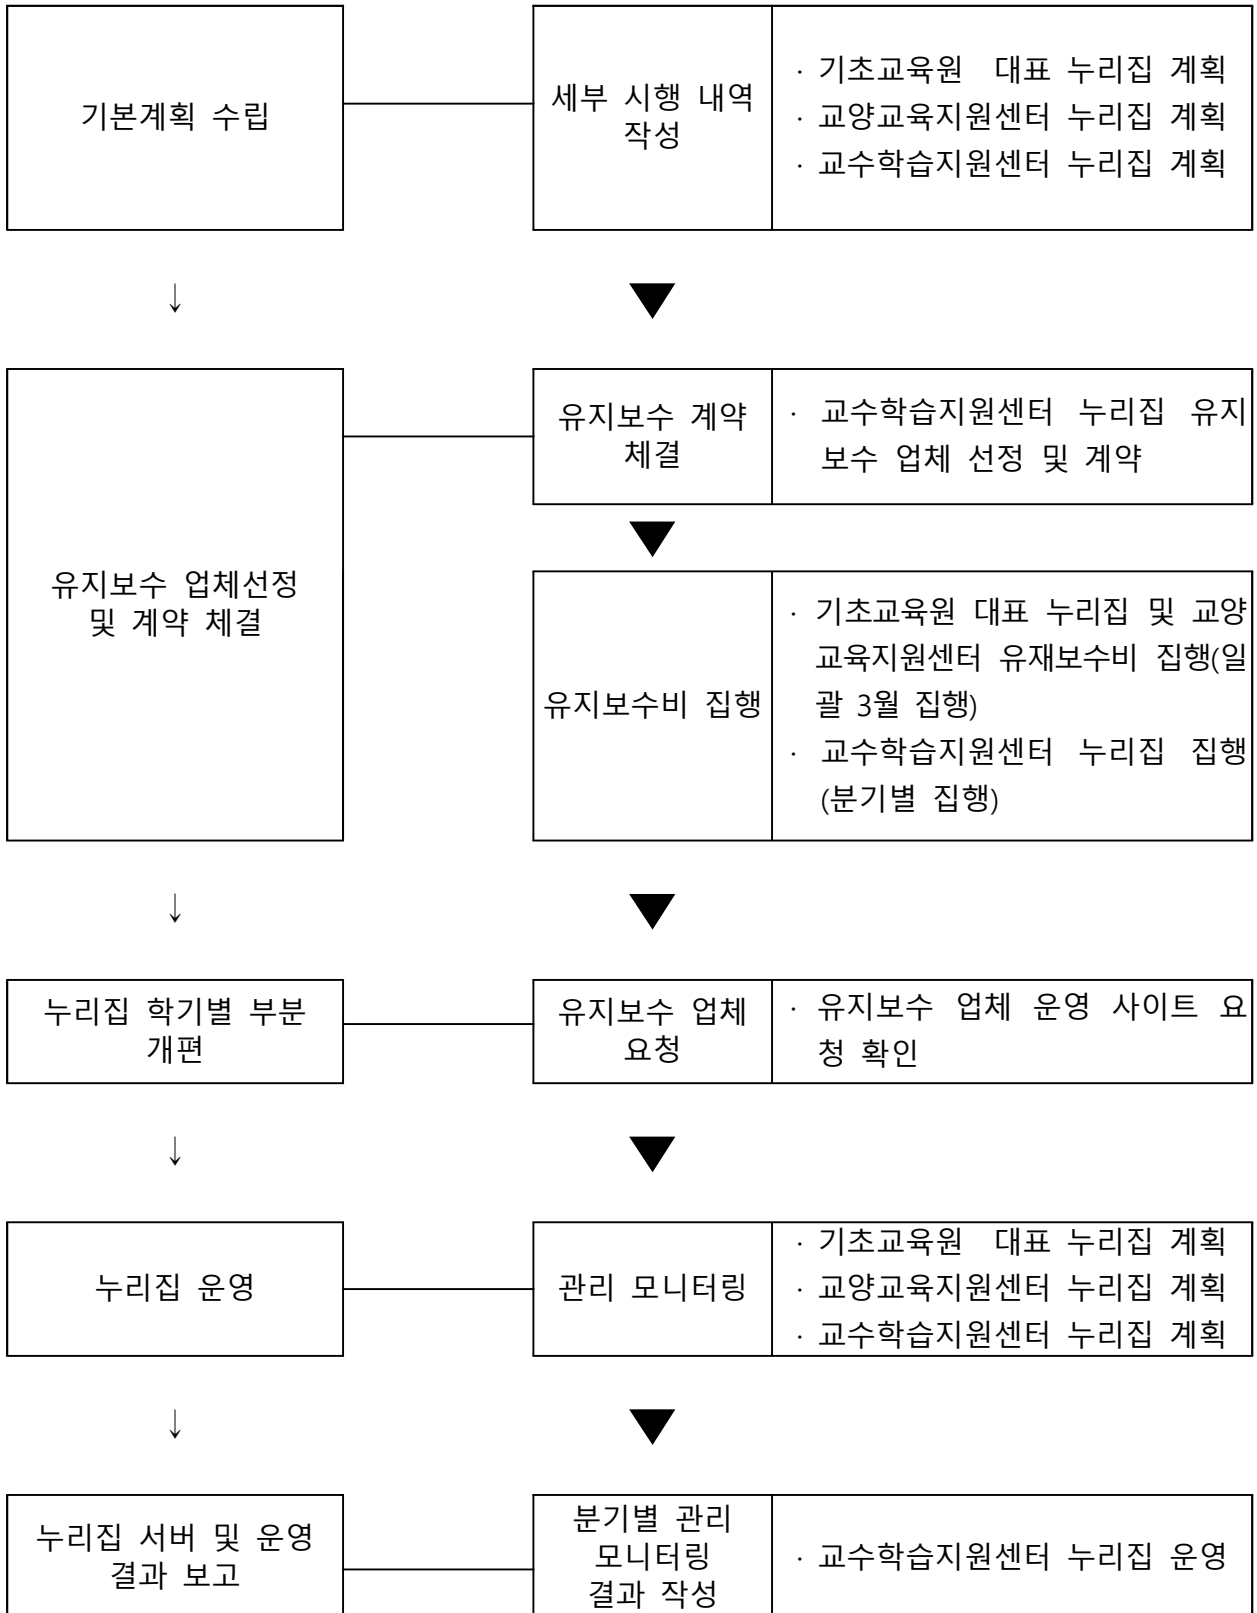 기본계획 수립
세부 시행 내역
작성
· 기초교육원 대표 누리집 계획
· 교양교육지원센터 누리집 계획
· 교수학습지원센터 누리집 계획
↓
▼
유지보수 업체선정
및 계약 체결
유지보수 계약
체결
· 교수학습지원센터 누리집 유지
보수 업체 선정 및 계약
▼
유지보수비 집행
· 기초교육원 대표 누리집 및 교양
교육지원센터 유재보수비 집행(일
괄 3월 집행)
· 교수학습지원센터 누리집 집행
(분기별 집행)
↓
▼
누리집 학기별 부분
개편
유지보수 업체
요청
· 유지보수 업체 운영 사이트 요
청 확인
↓
▼
누리집 운영
관리 모니터링
· 기초교육원 대표 누리집 계획
· 교양교육지원센터 누리집 계획
· 교수학습지원센터 누리집 계획
↓
▼
누리집 서버 및 운영
결과 보고
분기별 관리
모니터링
결과 작성
· 교수학습지원센터 누리집 운영